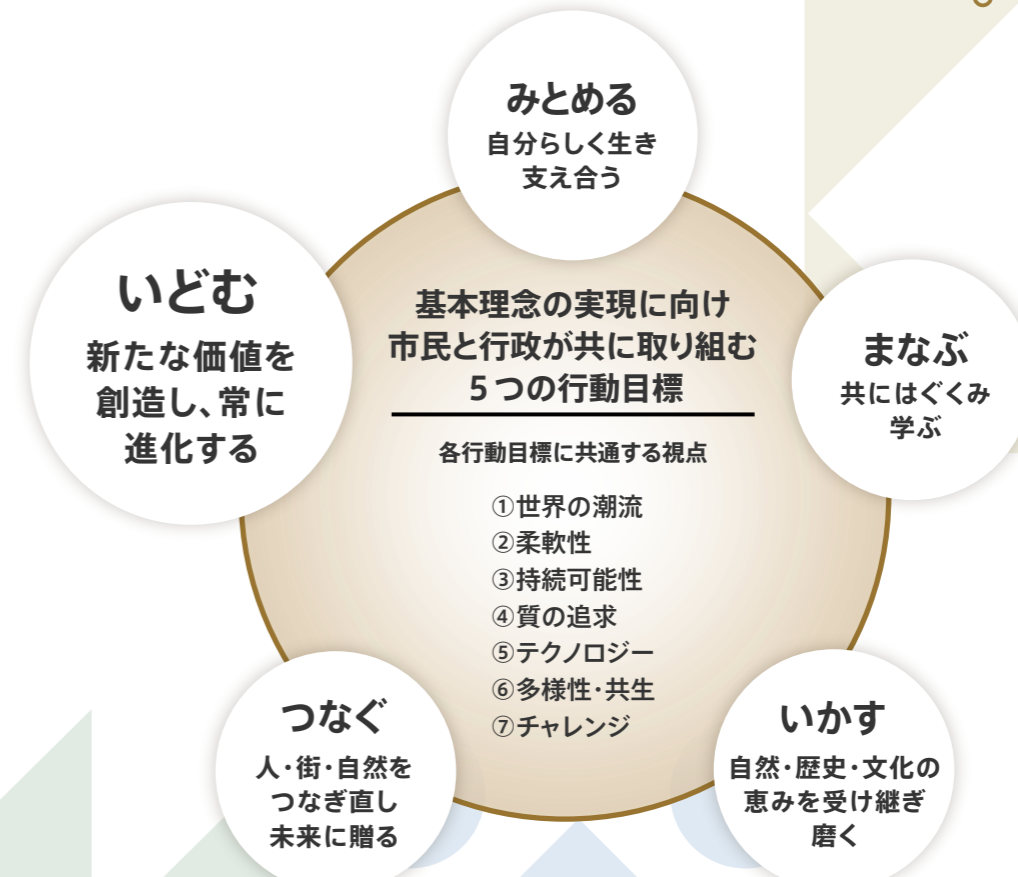 みとめる
自分らしく生き
支え合う
いどむ
新たな価値を
創造し、常に
進化する
基本理念の実現に向け
市民と行政が共に取り組む
5つの行動目標
各行動目標に共通する視点
①世界の潮流
②柔軟性
③持続可能性
④質の追求
⑤テクノロジー
⑥多様性・共生
⑦チャレンジ
まなぶ
共にはぐくみ
学ぶ
つなぐ
人・街・自然を
つなぎ直し
未来に贈る
いかす
自然・歴史・文化の
恵みを受け継ぎ
磨く